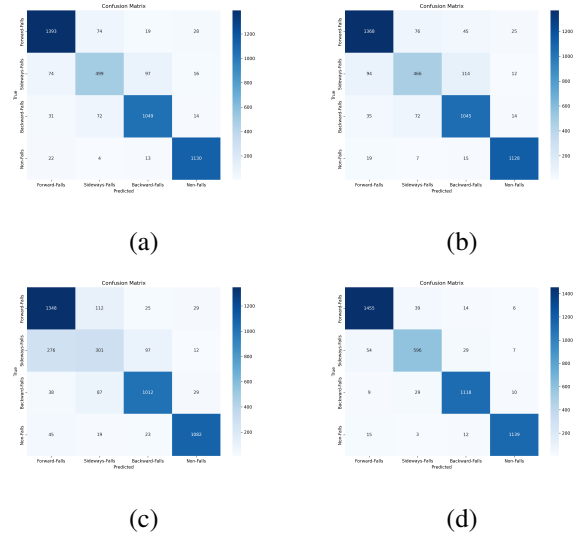 Confusion Matrix
Forward-Falls 1393 74 19 28
Sideways-Falls 74 499 97 16
Backward-Falls 31 72 1049 14
Non-Falls 22 4 13 1130
True
Forward-Falls Sideways-Falls Backward-Falls Non-Falls
Predicted
1200
1000
800
600
400
200
(a)
Confusion Matrix
Forward-Falls 1368 76 45 25
Sideways-Falls 94 466 114 12
Backward-Falls 35 72 1045 14
Non-Falls 19 7 15 1128
True
Forward-Falls Sideways-Falls Backward-Falls Non-Falls
Predicted
1200
1000
800
600
400
200
(b)
Confusion Matrix
Forward-Falls 1348 112 25 29
Sideways-Falls 276 301 97 12
Backward-Falls 38 87 1012 29
Non-Falls 45 19 23 1082
True
Forward-Falls Sideways-Falls Backward-Falls Non-Falls
Predicted
1200
1000
800
600
400
200
(c)
Confusion Matrix
Forward-Falls 1455 39 14 6
Sideways-Falls 54 596 29 7
Backward-Falls 9 29 1118 10
Non-Falls 15 3 12 1139
True
Forward-Falls Sideways-Falls Backward-Falls Non-Falls
Predicted
1400
1200
1000
800
600
400
200
(d)